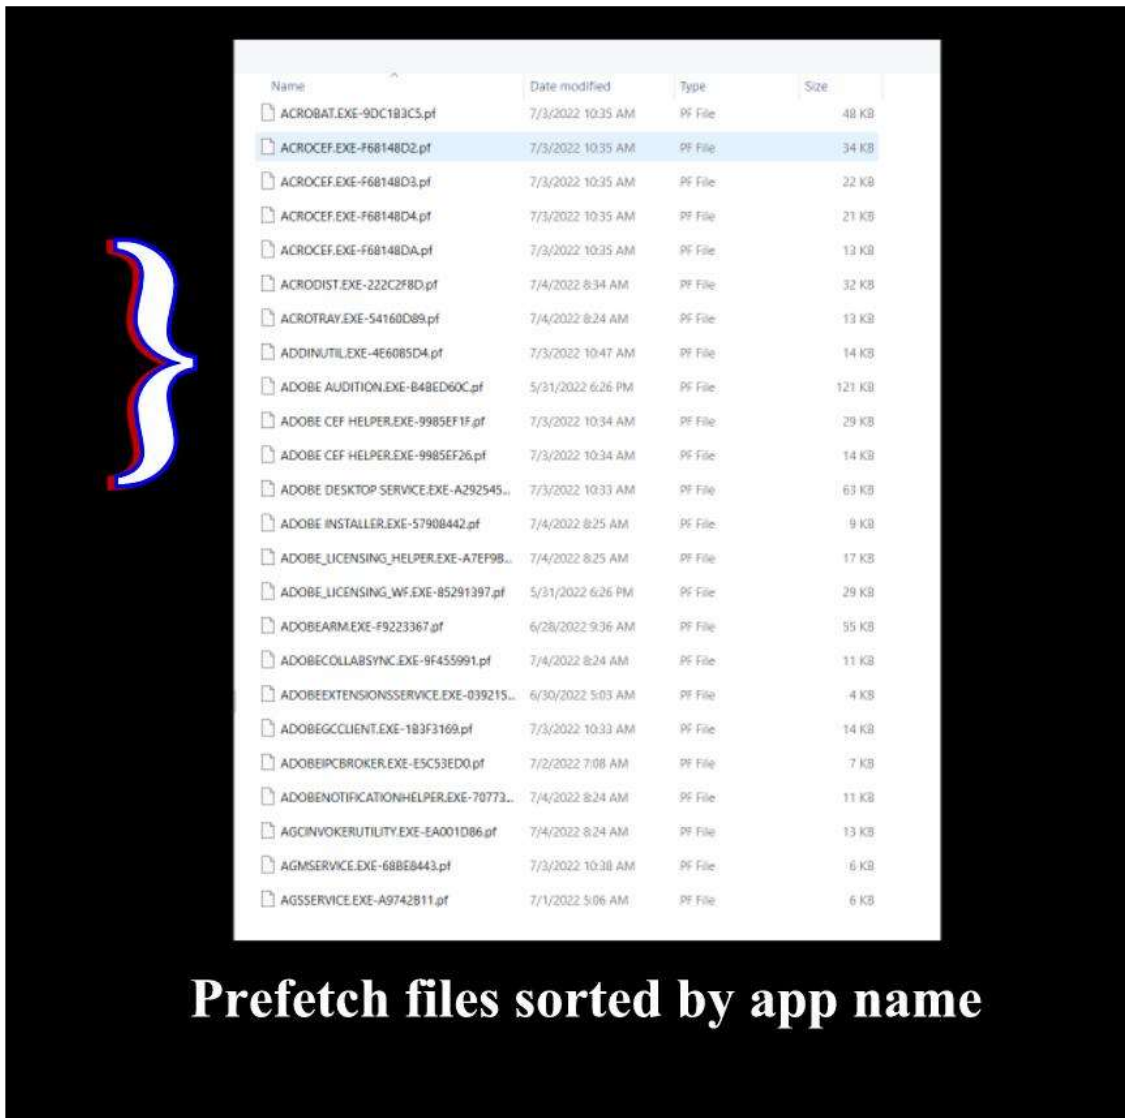 Name Date modified Type Size
ACROBAT.EXE-9DC1B3C5.pf 7/3/2022 10:35 AM PF File 48 KB
ACROCEF.EXE-F68148D2.pf 7/3/2022 10:35 AM PF File 34 KB
ACROCEF.EXE-F68148D3.pf 7/3/2022 10:35 AM PF File 22 KB
ACROCEF.EXE-F68148D4.pf 7/3/2022 10:35 AM PF File 21 KB
ACROCEF.EXE-F68148DA.pf 7/3/2022 10:35 AM PF File 13 KB
ACRODIST.EXE-222C2F8D.pf 7/4/2022 8:34 AM PF File 32 KB
ACROTRAY.EXE-54160D89.pf 7/4/2022 8:24 AM PF File 13 KB
ADDINUTIL.EXE-4E6085D4.pf 7/3/2022 10:47 AM PF File 14 KB
ADOBE AUDITION.EXE-B4BED60C.pf 5/31/2022 6:26 PM PF File 121 KB
ADOBE CEF HELPER.EXE-9985EF1F.pf 7/3/2022 10:34 AM PF File 29 KB
ADOBE CEF HELPER.EXE-9985EF26.pf 7/3/2022 10:34 AM PF File 14 KB
ADOBE DESKTOP SERVICE.EXE-A292545... 7/3/2022 10:33 AM PF File 63 KB
ADOBE INSTALLER.EXE-57908442.pf 7/4/2022 8:25 AM PF File 9 KB
ADOBE_LICENSING_HELPER.EXE-A7EF9B... 7/4/2022 8:25 AM PF File 17 KB
ADOBE_LICENSING_WF.EXE-85291397.pf 5/31/2022 6:26 PM PF File 29 KB
ADOBEARM.EXE-F9223367.pf 6/28/2022 9:36 AM PF File 55 KB
ADOBECOLLABSYNC.EXE-9F455991.pf 7/4/2022 8:24 AM PF File 11 KB
ADOBEEXTENSIONSSERVICE.EXE-039215... 6/30/2022 5:03 AM PF File 4 KB
ADOBEGCCLIENT.EXE-1B3F3169.pf 7/3/2022 10:33 AM PF File 14 KB
ADOBEIPCBROKER.EXE-E5C53ED0.pf 7/2/2022 7:08 AM PF File 7 KB
ADOBENOTIFICATIONHELPER.EXE-70773... 7/4/2022 8:24 AM PF File 11 KB
AGCINVOKERUTILITY.EXE-EA001D86.pf 7/4/2022 8:24 AM PF File 13 KB
AGMSERVICE.EXE-68BE8443.pf 7/3/2022 10:38 AM PF File 6 KB
AGSSERVICE.EXE-A9742B11.pf 7/1/2022 5:06 AM PF File 6 KB
}
Prefetch files sorted by app name